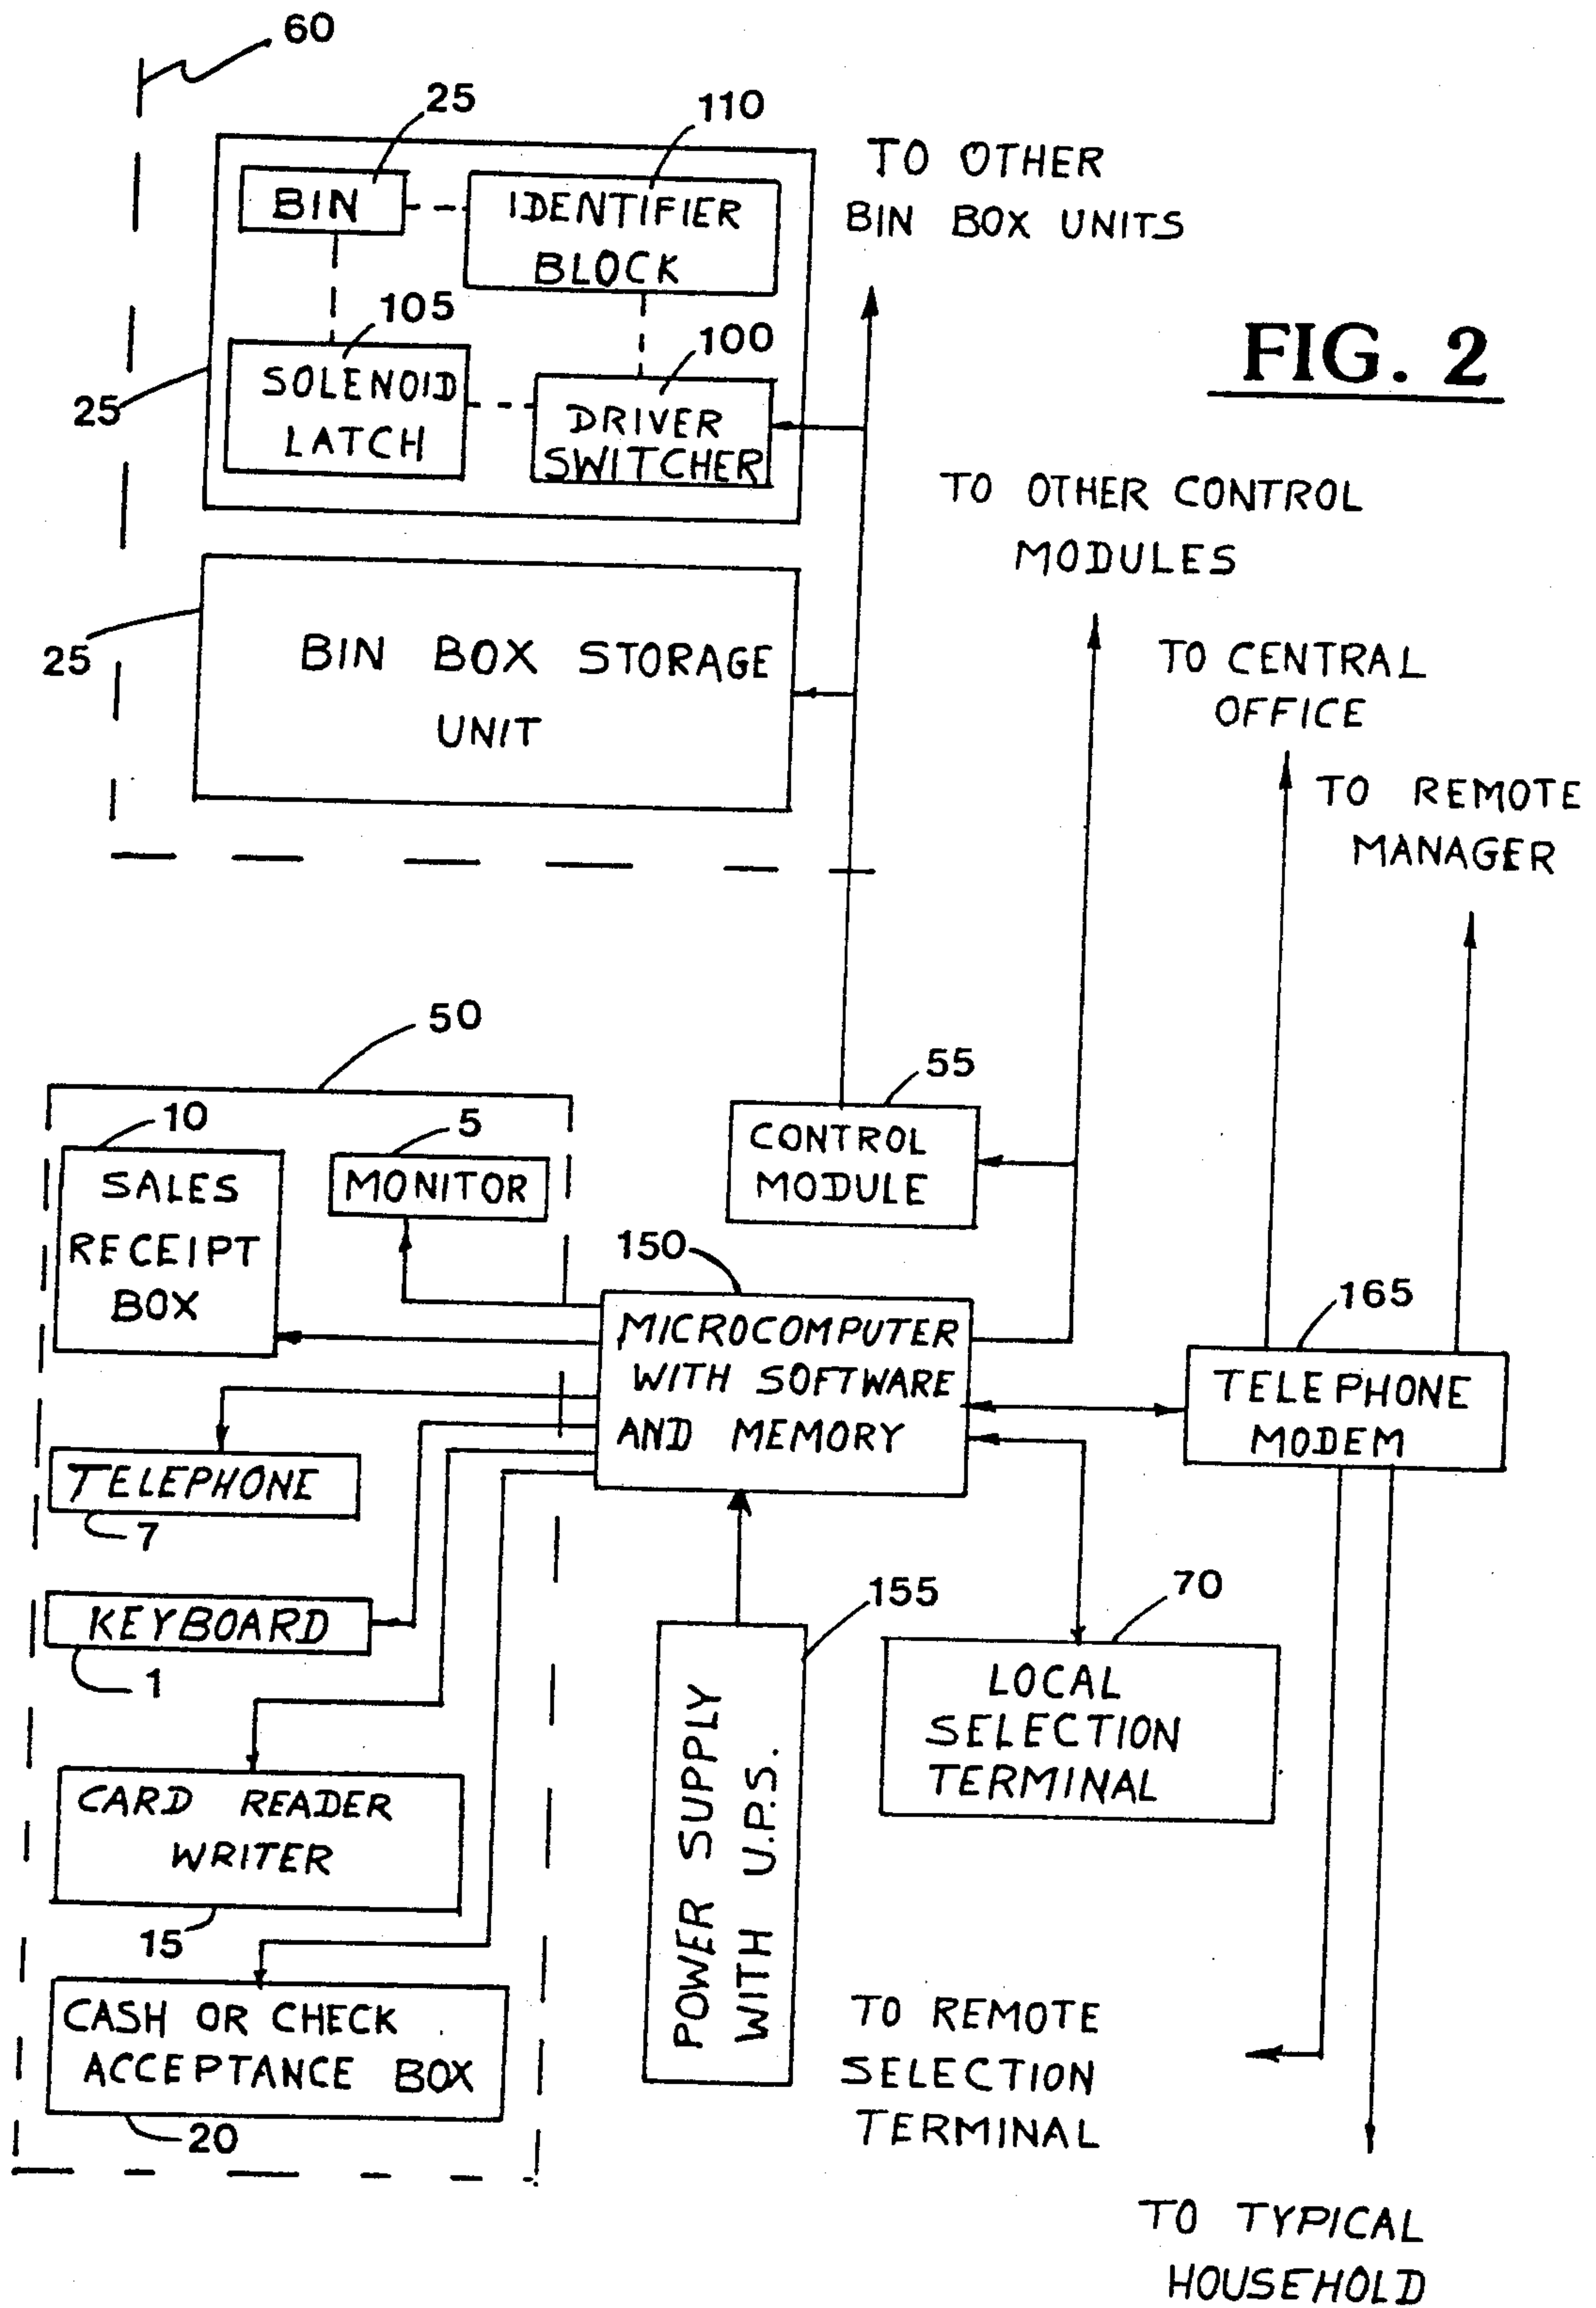 60
25
110
BIN
IDENTIFIER
BLOCK
TO OTHER
BIN BOX UNITS
105
100
SOLENOID
LATCH
DRIVER
SWITCHER
25
FIG. 2
TO OTHER CONTROL
MODULES
25
BIN BOX STORAGE
UNIT
TO CENTRAL
OFFICE
TO REMOTE
MANAGER
50
55
10
5
SALES
RECEIPT
BOX
MONITOR
CONTROL
MODULE
150
165
MICROCOMPUTER
WITH SOFTWARE
AND MEMORY
TELEPHONE
MODEM
TELEPHONE
7
155
70
KEYBOARD
1
LOCAL
SELECTION
TERMINAL
POWER SUPPLY
WITH U.P.S.
CARD READER
WRITER
15
CASH OR CHECK
ACCEPTANCE BOX
20
TO REMOTE
SELECTION
TERMINAL
TO TYPICAL
HOUSEHOLD